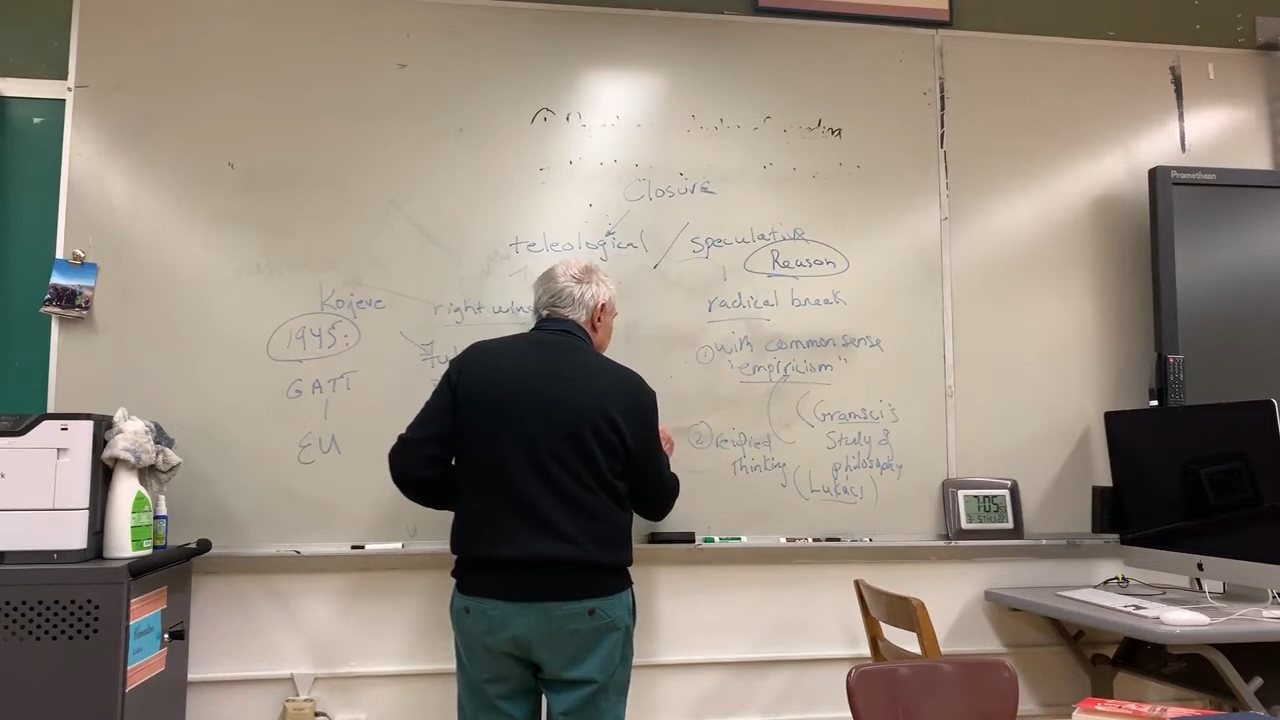 Closure
teleological / speculative
Reason
Kojeve
right wing
radical break
1945:
① with common sense
"empiricism"
GATT
EU
(Gramsci's
Study of
philosophy
② reified
thinking
(Lukacs)
Promethean
7:05